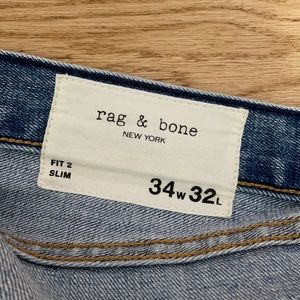 rag & bone
NEW YORK
FIT 2
SLIM
34W 32L